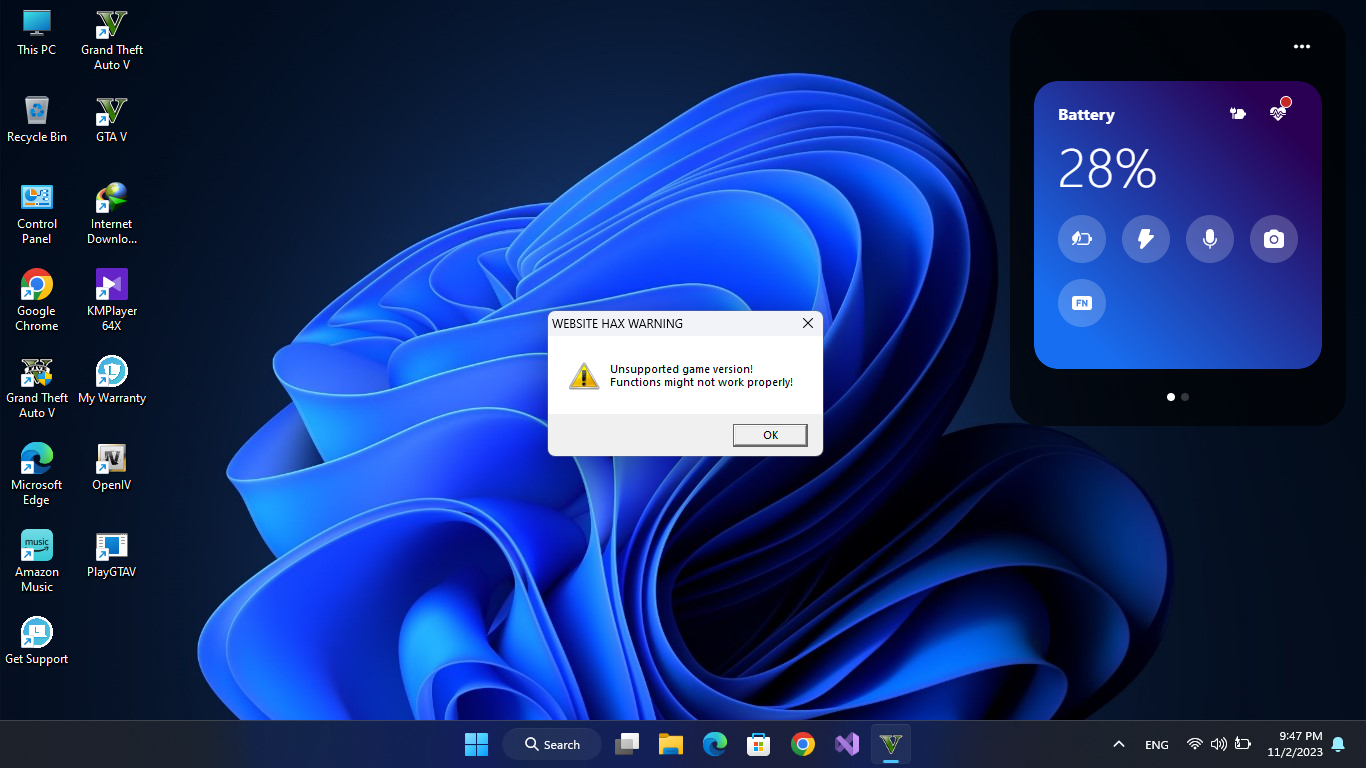 This PC
Grand Theft
Auto V
Recycle Bin
GTA V
Control
Panel
Internet
Downlo...
Google
Chrome
KMPlayer
64X
Grand Theft
Auto V
My Warranty
Microsoft
Edge
OpenIV
music
Amazon
Music
PlayGTAV
Get Support
WEBSITE HAX WARNING
Unsupported game version!
Functions might not work properly!
OK
Battery
28%
FN
Search
ENG
9:47 PM
11/2/2023